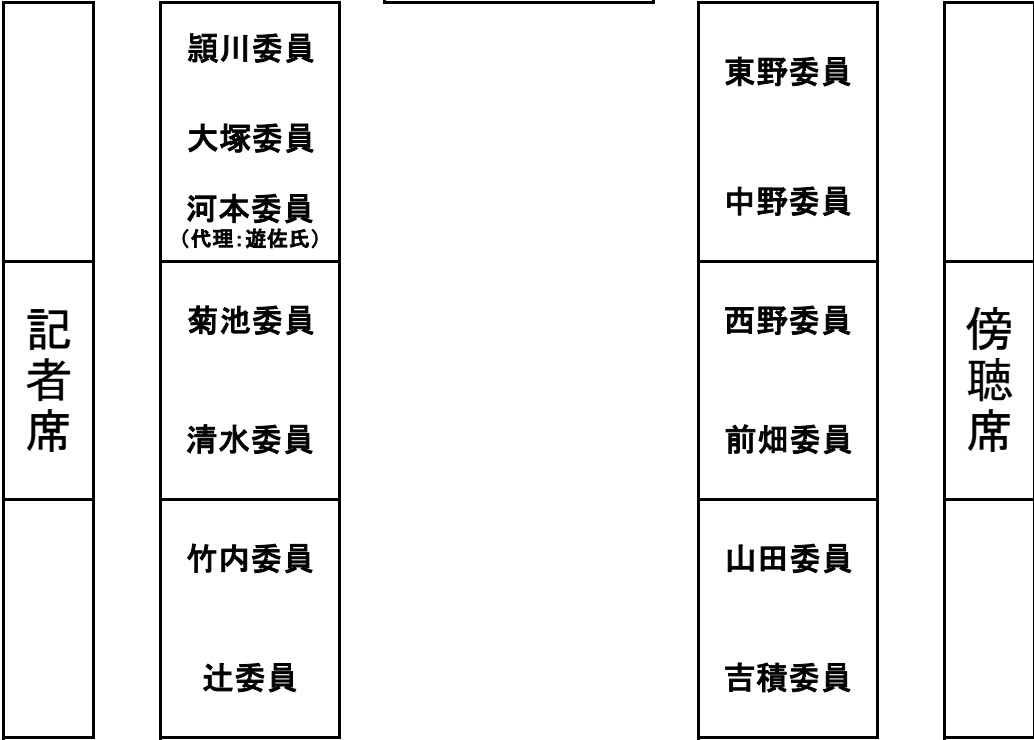 記者席
頴川委員
大塚委員
河本委員
（代理：遊佐氏）
菊池委員
清水委員
竹内委員
辻委員
東野委員
中野委員
西野委員
前畑委員
山田委員
吉積委員
傍聴席